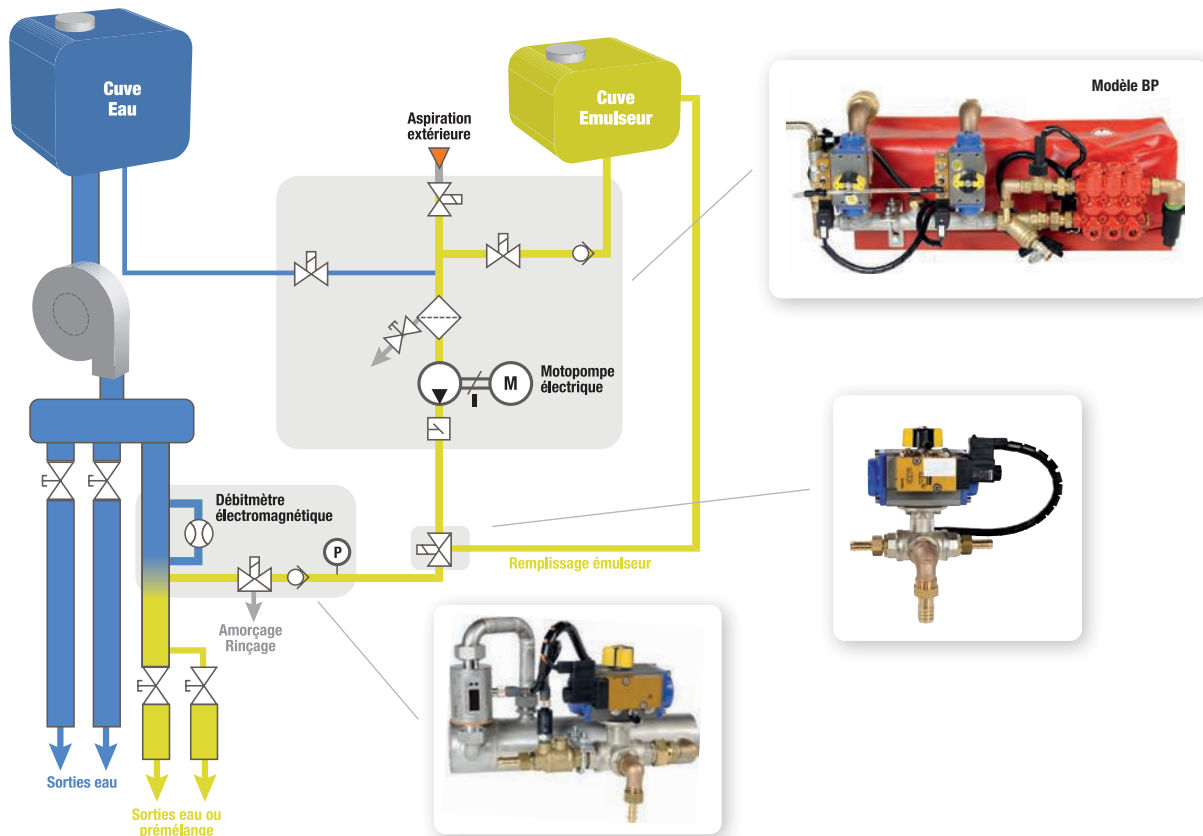 Cuve
Eau
Aspiration
extérieure
Cuve
Emulseur
Modèle BP
Motopompe
électrique
M
Débitmètre
électromagnétique
P
Remplissage émulseur
Amorçage
Rinçage
Sorties eau
Sorties eau ou
prémélange